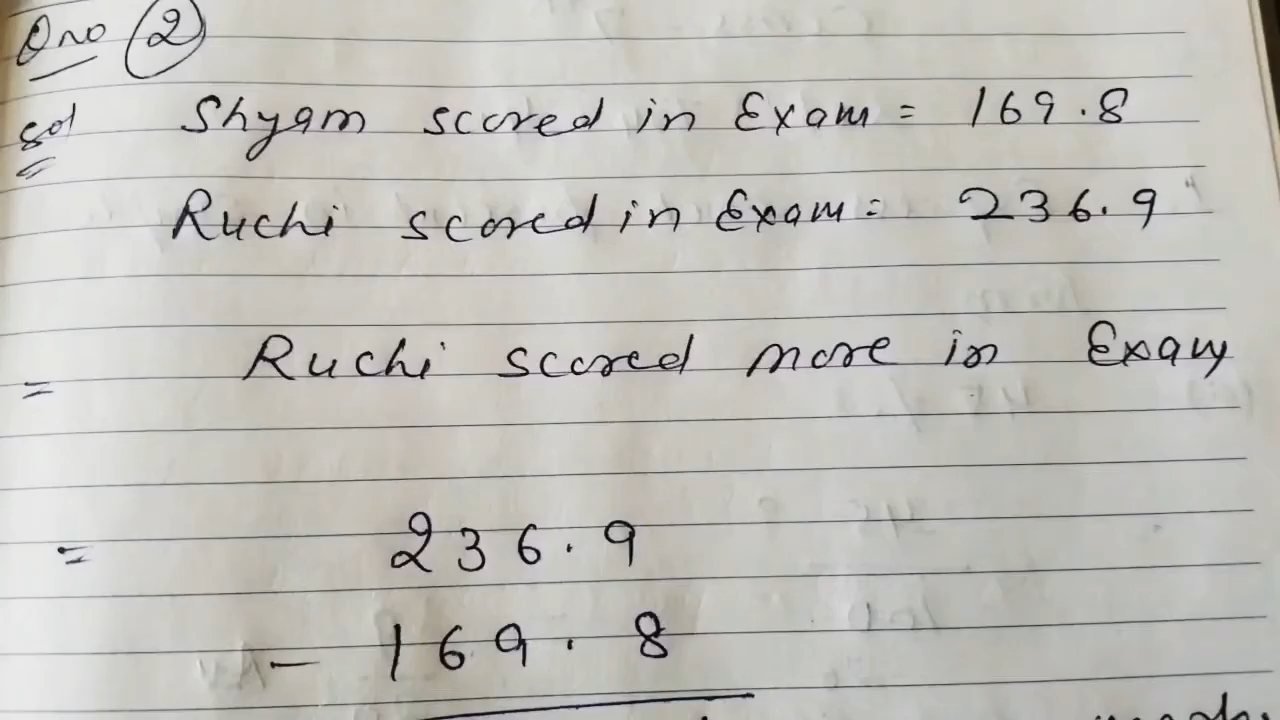 Qno (2)
Sol Shyam scored in Exam = 169.8
Ruchi scored in Exam = 236.9
= Ruchi scored more in Exam
= 236.9
- 169.8